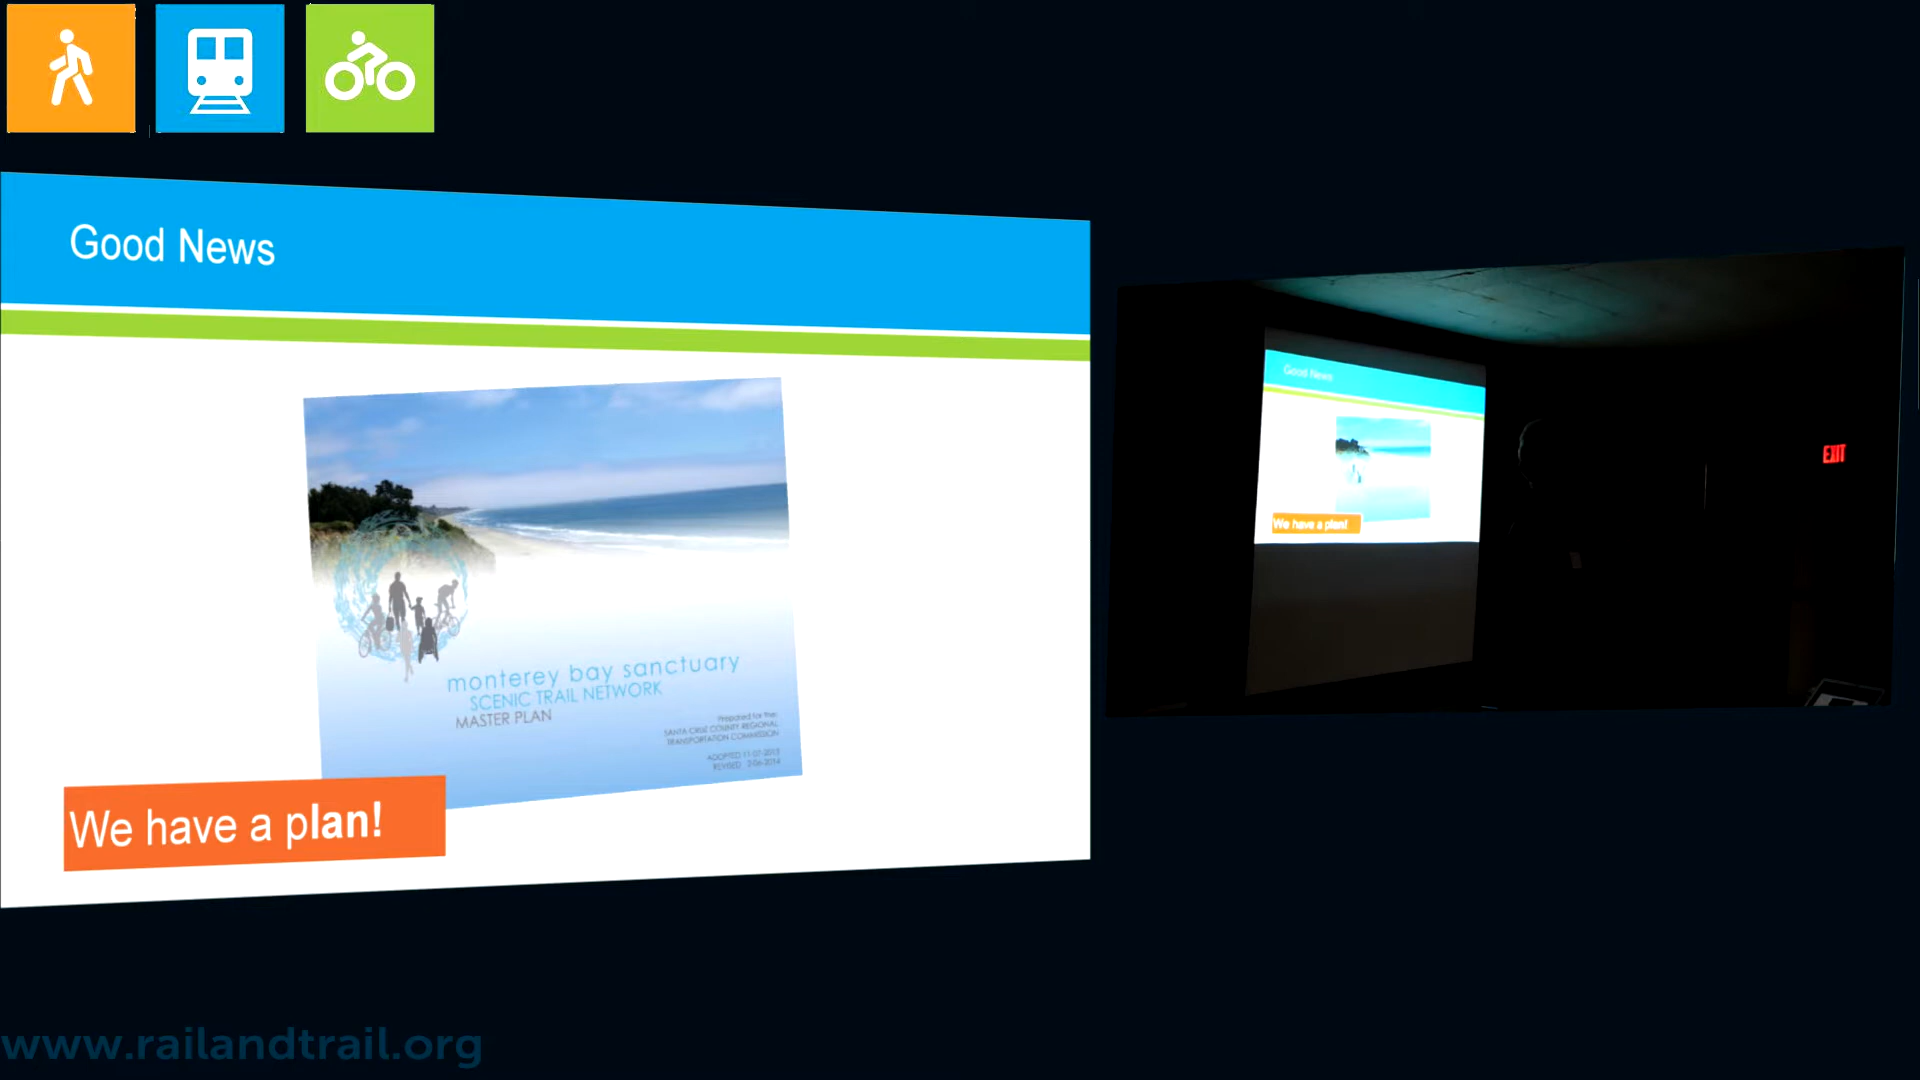 Good News
monterey bay sanctuary
SCENIC TRAIL NETWORK
MASTER PLAN
Prepared for the:
SANTA CRUZ COUNTY REGIONAL
TRANSPORTATION COMMISSION
ADOPTED 11-07-2013
REVISED 2-06-2014
We have a plan!
Good News
We have a plan!
EXIT
www.railandtrail.org